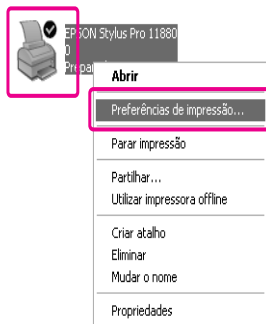 EPSON Stylus Pro 11880
0
Prepar
Abrir
Preferências de impressão...
Parar impressão
Partilhar...
Utilizar impressora offline
Criar atalho
Eliminar
Mudar o nome
Propriedades